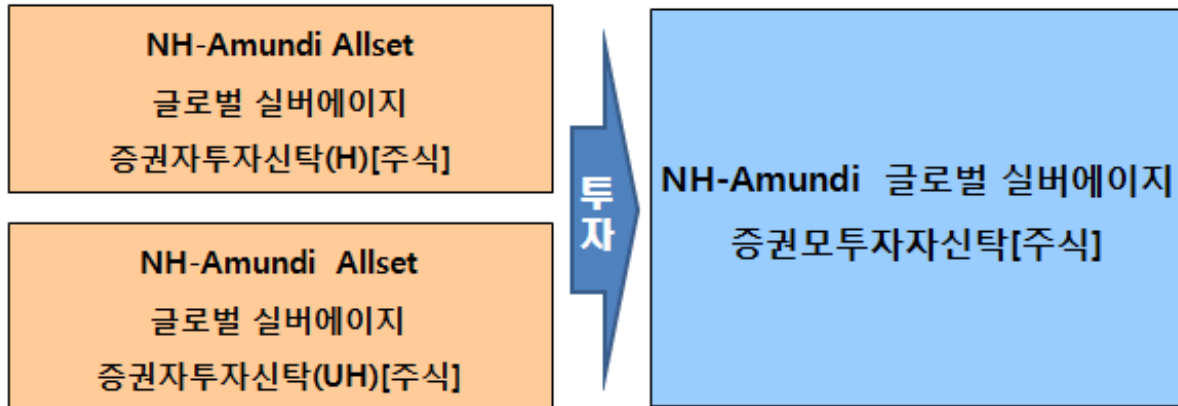 NH-Amundi Allset
글로벌 실버에이지
증권자투자신탁(H)[주식]
NH-Amundi Allset
글로벌 실버에이지
증권자투자신탁(UH)[주식]
투
자
NH-Amundi 글로벌 실버에이지
증권모투자자신탁[주식]